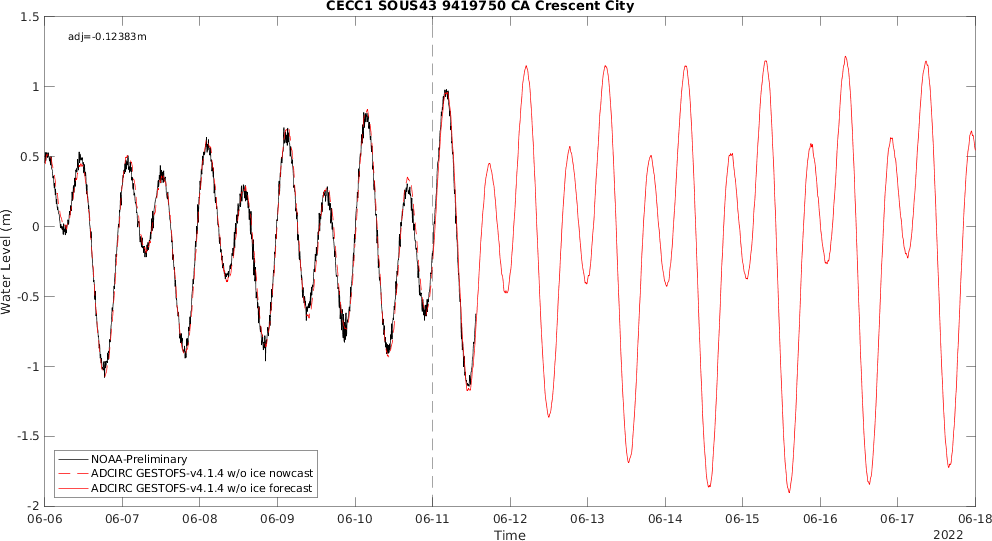 CECC1 SOUS43 9419750 CA Crescent City
adj=-0.12383m
1.5
1
0.5
0
-0.5
-1
-1.5
-2
Water Level (m)
NOAA-Preliminary
ADCIRC GESTOFS-v4.1.4 w/o ice nowcast
ADCIRC GESTOFS-v4.1.4 w/o ice forecast
06-06 06-07 06-08 06-09 06-10 06-11 06-12 06-13 06-14 06-15 06-16 06-17 06-18
Time
2022